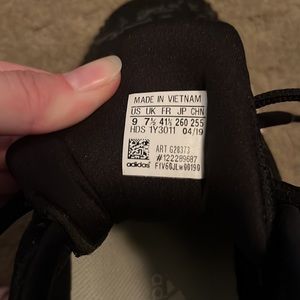 MADE IN VIETNAM
US UK FR JP CHN
9 7½ 41⅓ 260 255
HDS 1Y3011 04/19
ART G28373
#122289687
adidas